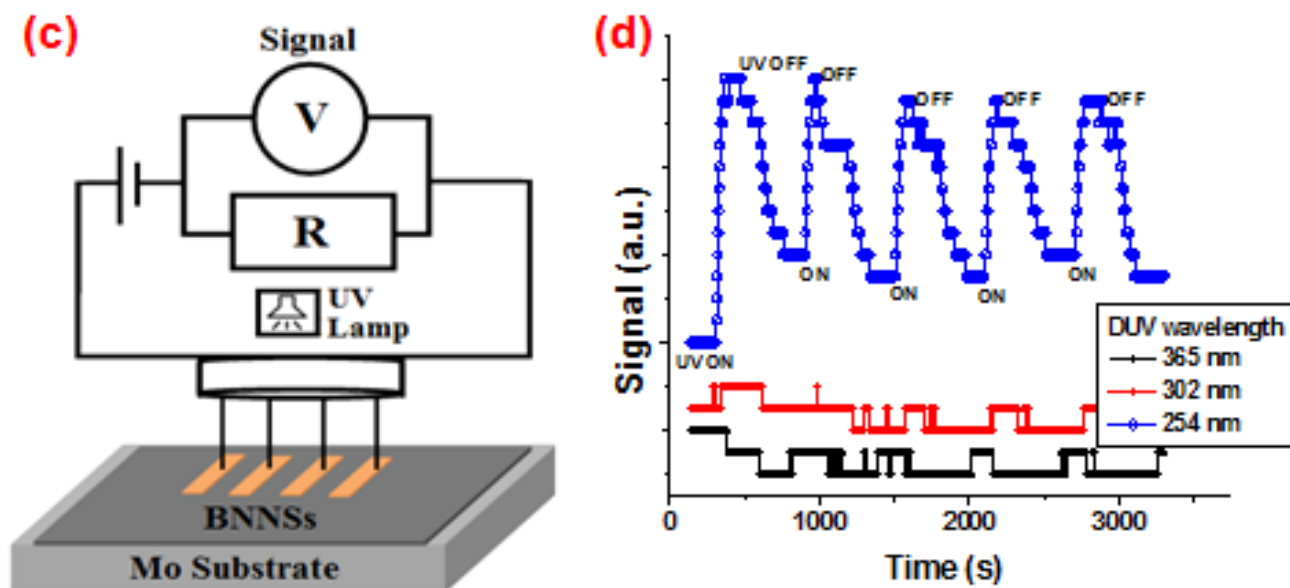 (c)
Signal
V
R
UV
Lamp
BNNSs
Mo Substrate
(d)
Signal (a.u.)
UV OFF
OFF
OFF
OFF
OFF
UV ON
ON
ON
ON
ON
DUV wavelength
365 nm
302 nm
254 nm
0 1000 2000 3000
Time (s)